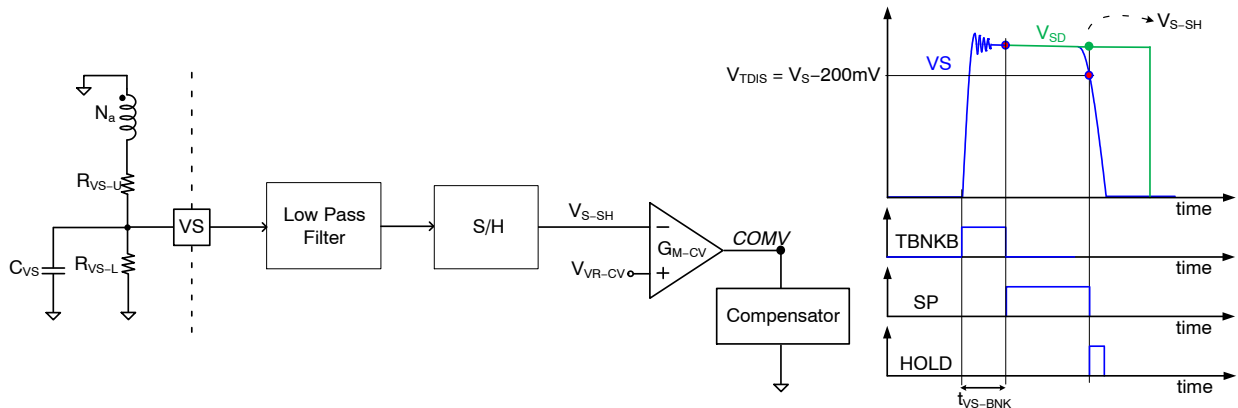 Na
RVS–U
RVS–L
CVS
VS
Low Pass
Filter
S/H
VS–SH
VVR–CV
GM–CV
COMV
Compensator
VTDIS = VS–200mV
VS
VSD
VS–SH
time
TBNKB
time
SP
time
HOLD
time
tVS–BNK